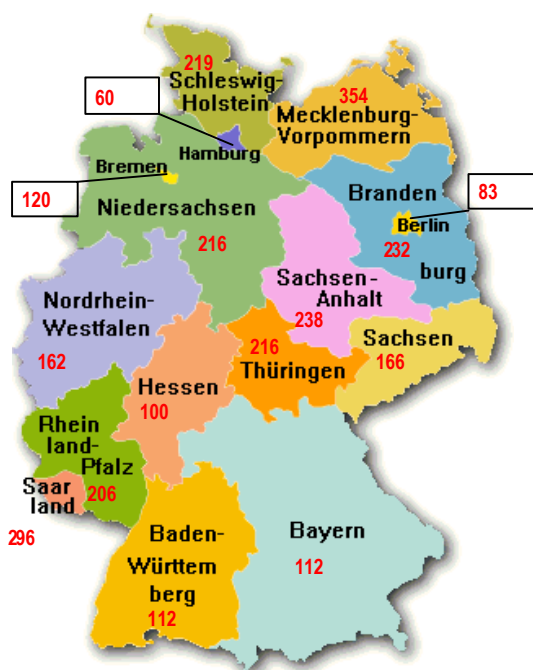 219
Schleswig-
Holstein
60
354
Mecklenburg-
Vorpommern
Hamburg
Bremen
120
Niedersachsen
216
Branden
burg
232
Berlin
83
Sachsen-
Anhalt
238
Nordrhein-
Westfalen
162
216
Thüringen
Sachsen
166
Hessen
100
Rhein
land-
Pfalz
206
Saar
land
296
Baden-
Württem
berg
112
Bayern
112